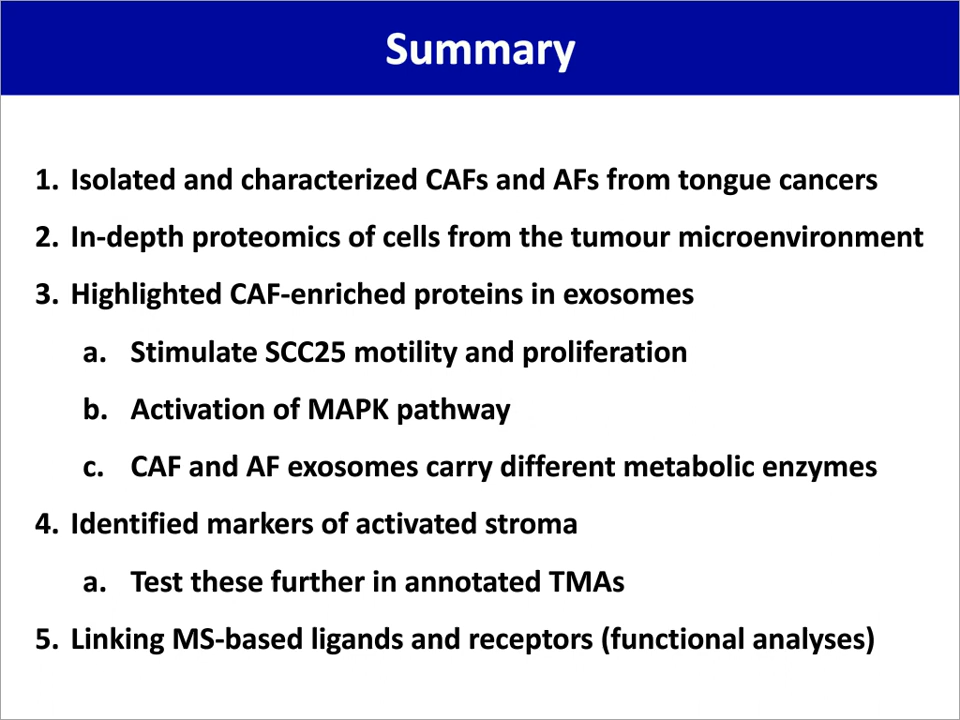 Summary
1. Isolated and characterized CAFs and AFs from tongue cancers
2. In-depth proteomics of cells from the tumour microenvironment
3. Highlighted CAF-enriched proteins in exosomes
a. Stimulate SCC25 motility and proliferation
b. Activation of MAPK pathway
c. CAF and AF exosomes carry different metabolic enzymes
4. Identified markers of activated stroma
a. Test these further in annotated TMAs
5. Linking MS-based ligands and receptors (functional analyses)